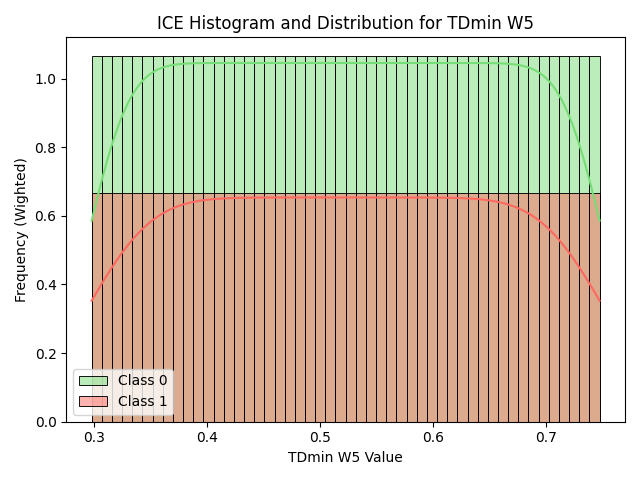 ICE Histogram and Distribution for TDmin W5
Frequency (Wighted)
1.0
0.8
0.6
0.4
0.2
0.0
Class 0
Class 1
0.3 0.4 0.5 0.6 0.7
TDmin W5 Value